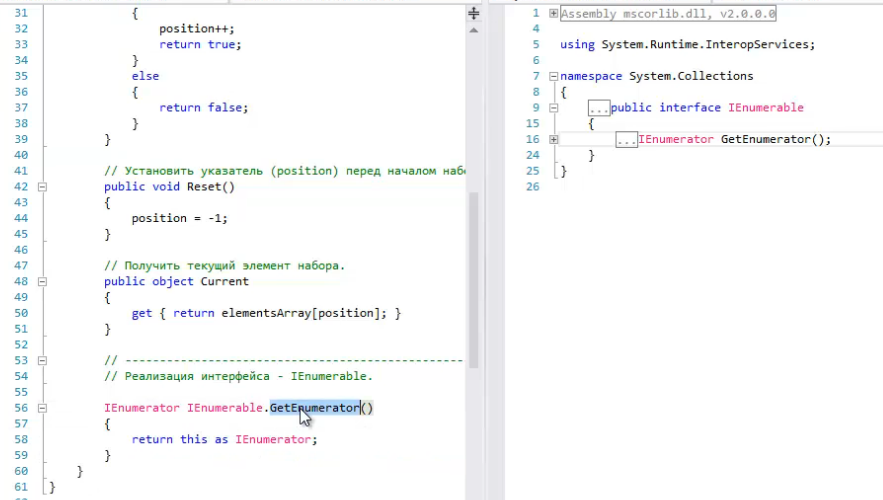 31 {
32 position++;
33 return true;
34 }
35 else
36 {
37 return false;
38 }
39 }
40
41 // Установить указатель (position) перед началом наб
42 public void Reset()
43 {
44 position = -1;
45 }
46
47 // Получить текущий элемент набора.
48 public object Current
49 {
50 get { return elementsArray[position]; }
51 }
52
53 // --------------------------------------------------
54 // Реализация интерфейса - IEnumerable.
55
56 IEnumerator IEnumerable.GetEnumerator()
57 {
58 return this as IEnumerator;
59 }
60 }
61 }
1 Assembly mscorlib.dll, v2.0.0.0
4
5 using System.Runtime.InteropServices;
6
7 namespace System.Collections
8 {
9 ...public interface IEnumerable
15 {
16 ...IEnumerator GetEnumerator();
24 }
25 }
26